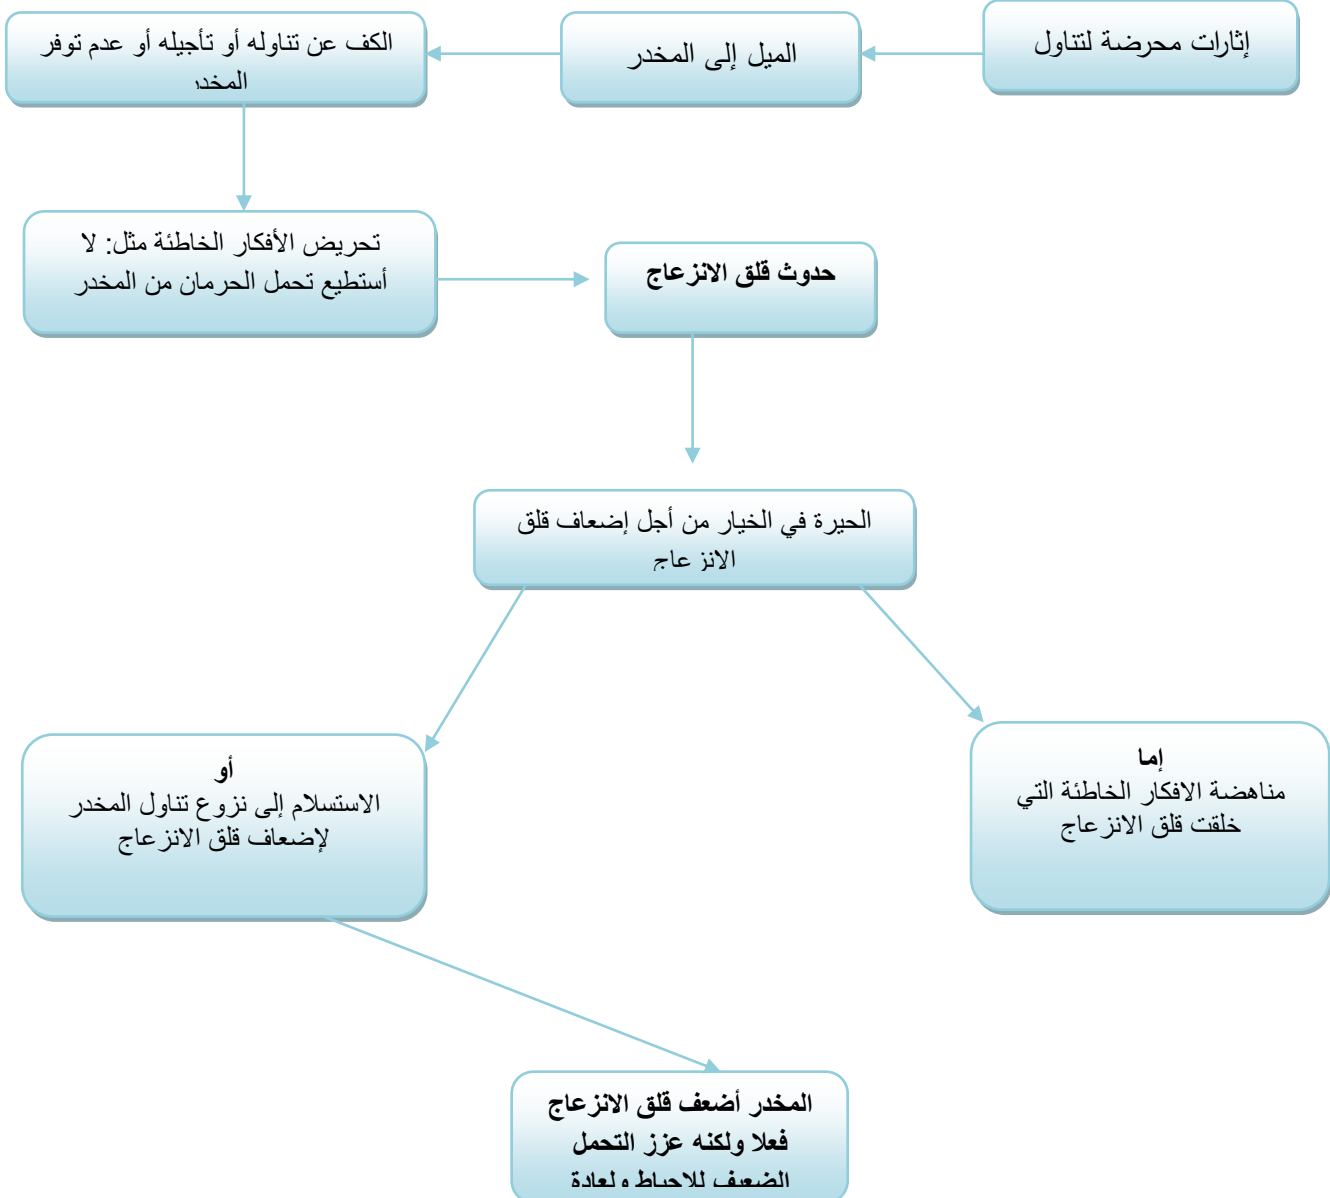 إثارات محرضة لتناول
الميل إلى المخدر
الكف عن تناوله أو تأجيله أو عدم توفر
المخدر
تحريض الأفكار الخاطئة مثل: لا
أستطيع تحمل الحرمان من المخدر
حدوث قلق الانزعاج
الحيرة في الخيار من أجل إضعاف قلق
الانزعاج
إما
مناهضة الافكار الخاطئة التي
خلقت قلق الانزعاج
أو
الاستسلام إلى نزوع تناول المخدر
لإضعاف قلق الانزعاج
المخدر أضعف قلق الانزعاج
فعلا ولكنه عزز التحمل
الضعيف للاحباط ولعادة